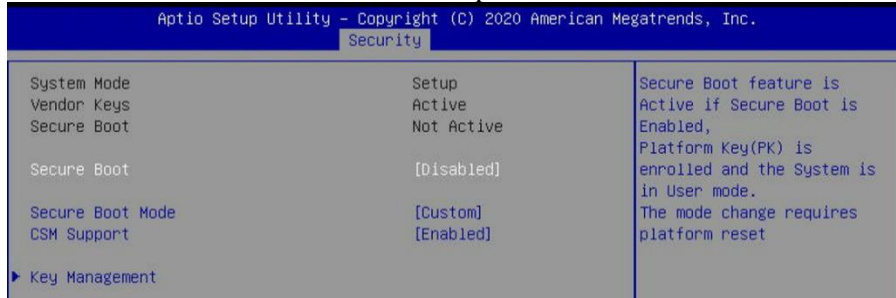 Aptio Setup Utility – Copyright (C) 2020 American Megatrends, Inc.
Security
System Mode Setup
Vendor Keys Active
Secure Boot Not Active
Secure Boot [Disabled]
Secure Boot Mode [Custom]
CSM Support [Enabled]
Key Management
Secure Boot feature is
Active if Secure Boot is
Enabled,
Platform Key(PK) is
enrolled and the System is
in User mode.
The mode change requires
platform reset